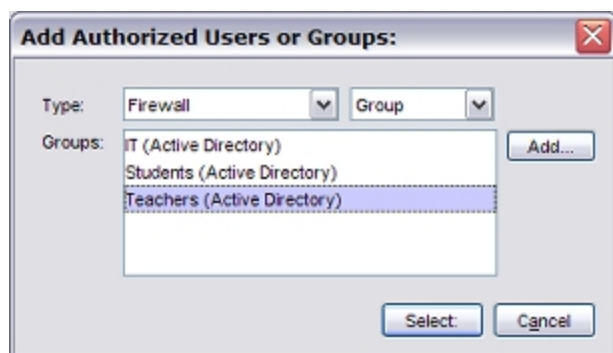 Add Authorized Users or Groups:
Type: Firewall Group
Groups: IT (Active Directory) Add...
Students (Active Directory)
Teachers (Active Directory)
Select: Cancel